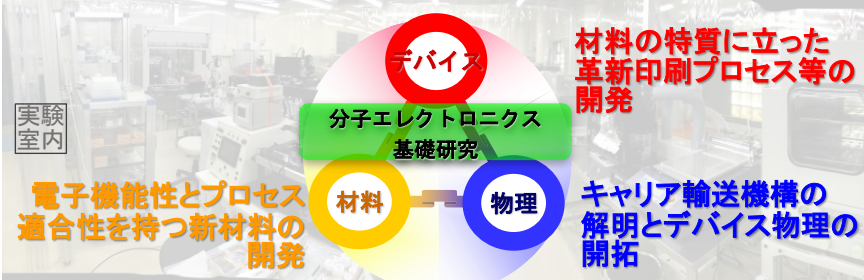 デバイス
材料の特質に立った
革新印刷プロセス等の
開発
実験
室内
分子エレクトロニクス
基礎研究
電子機能性とプロセス
適合性を持つ新材料の
開発
材料
物理
キャリア輸送機構の
解明とデバイス物理の
開拓